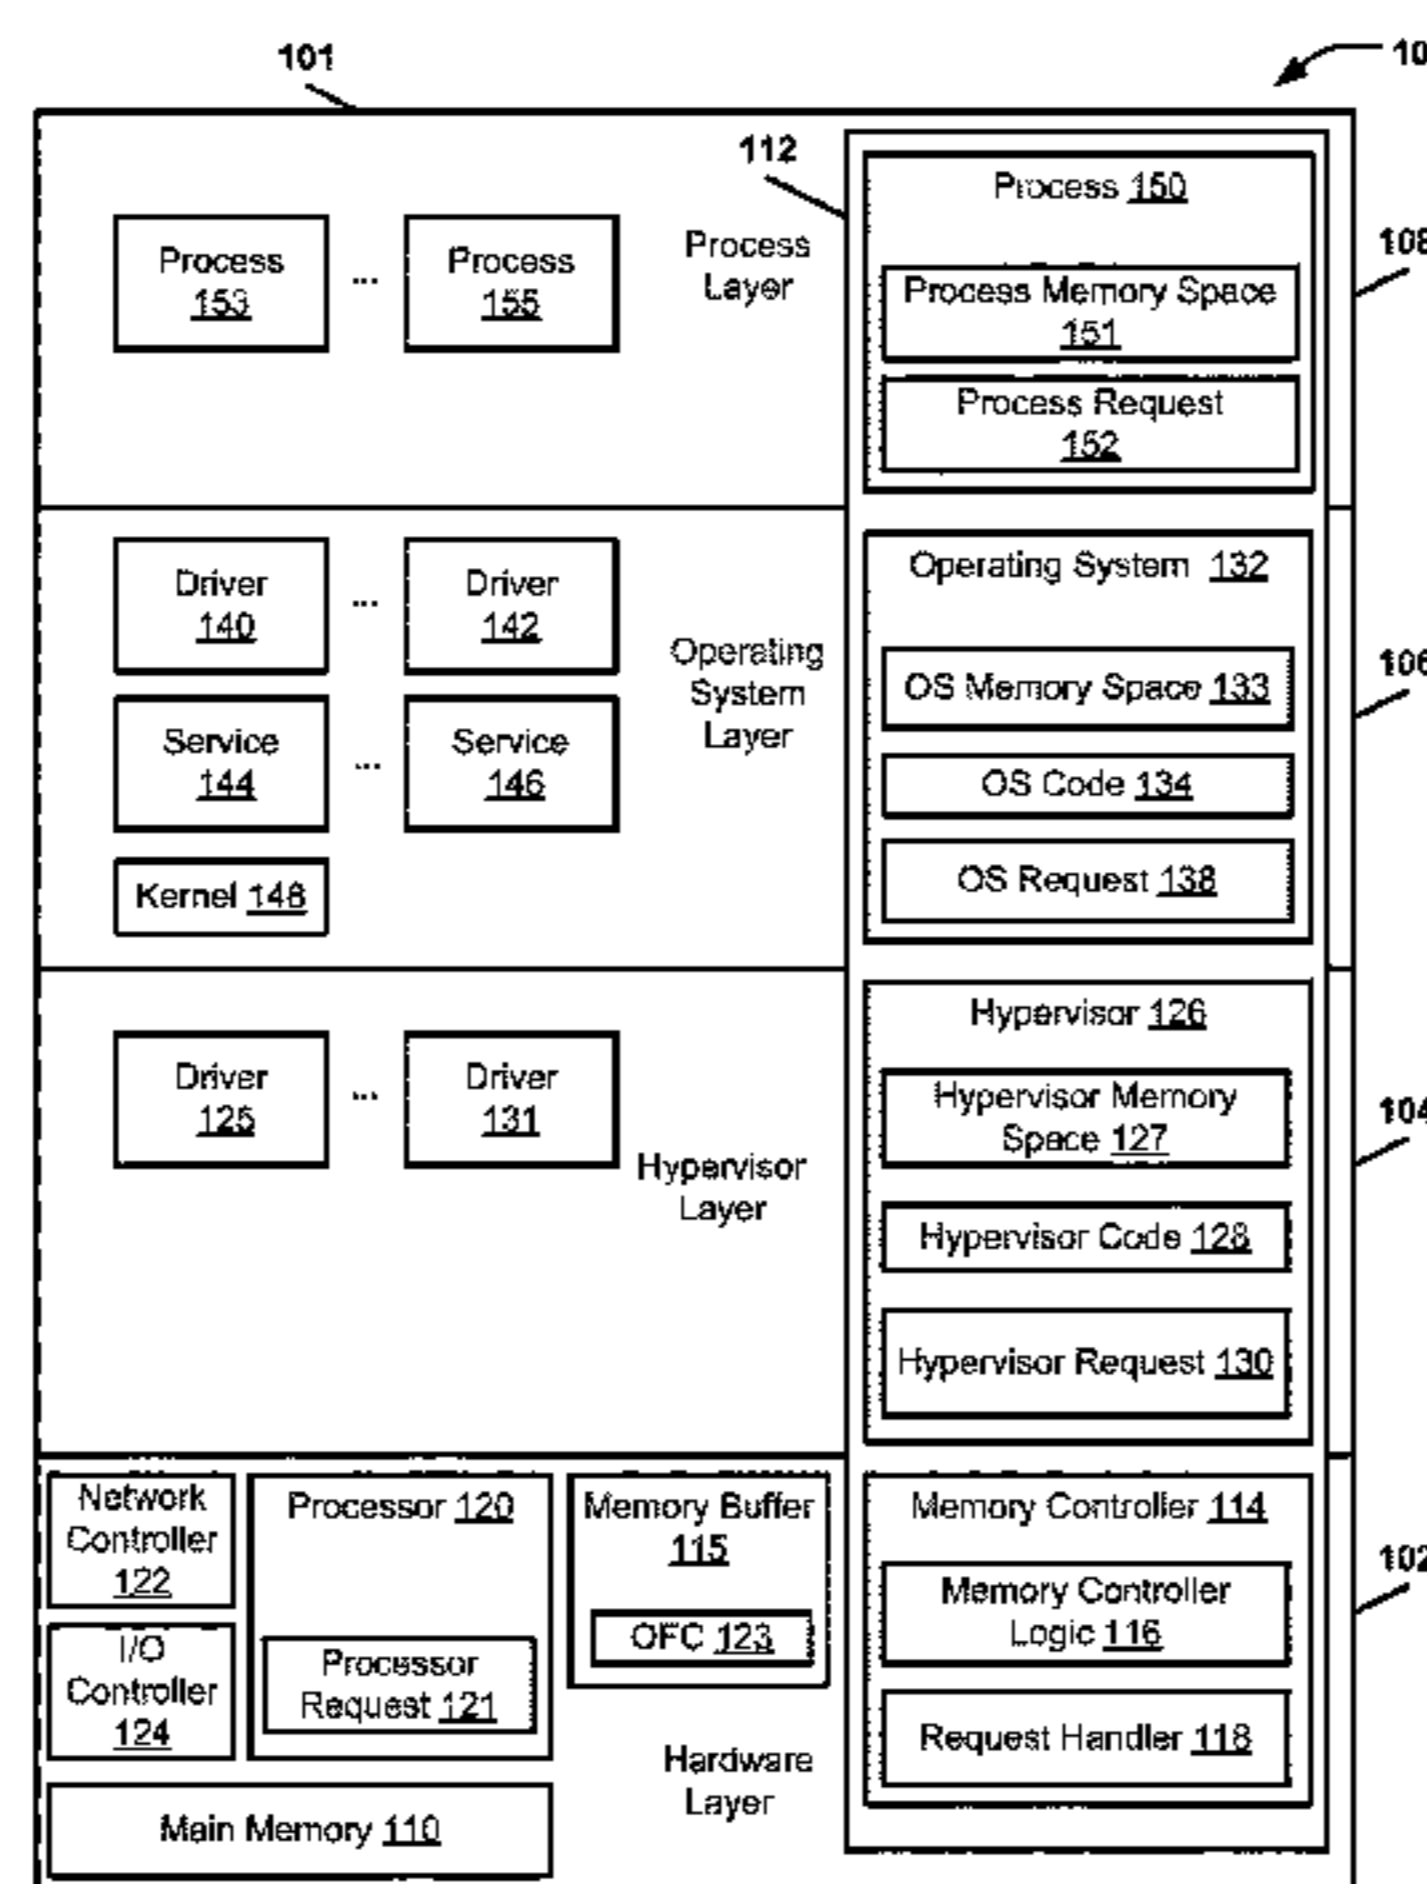 101
10
112
Process 150
108
Process
153
...
Process
155
Process
Layer
Process Memory Space
151
Process Request
152
Driver
140
...
Driver
142
Operating System 132
Operating
System
Layer
106
OS Memory Space 133
Service
144
...
Service
146
OS Code 134
Kernel 148
OS Request 138
Hypervisor 126
Driver
125
...
Driver
131
Hypervisor Memory
Space 127
104
Hypervisor
Layer
Hypervisor Code 128
Hypervisor Request 130
Network
Controller
122
Processor 120
Memory Buffer
115
Memory Controller 114
102
Memory Controller
Logic 116
OFC 123
I/O
Controller
124
Processor
Request 121
Request Handler 118
Hardware
Layer
Main Memory 110